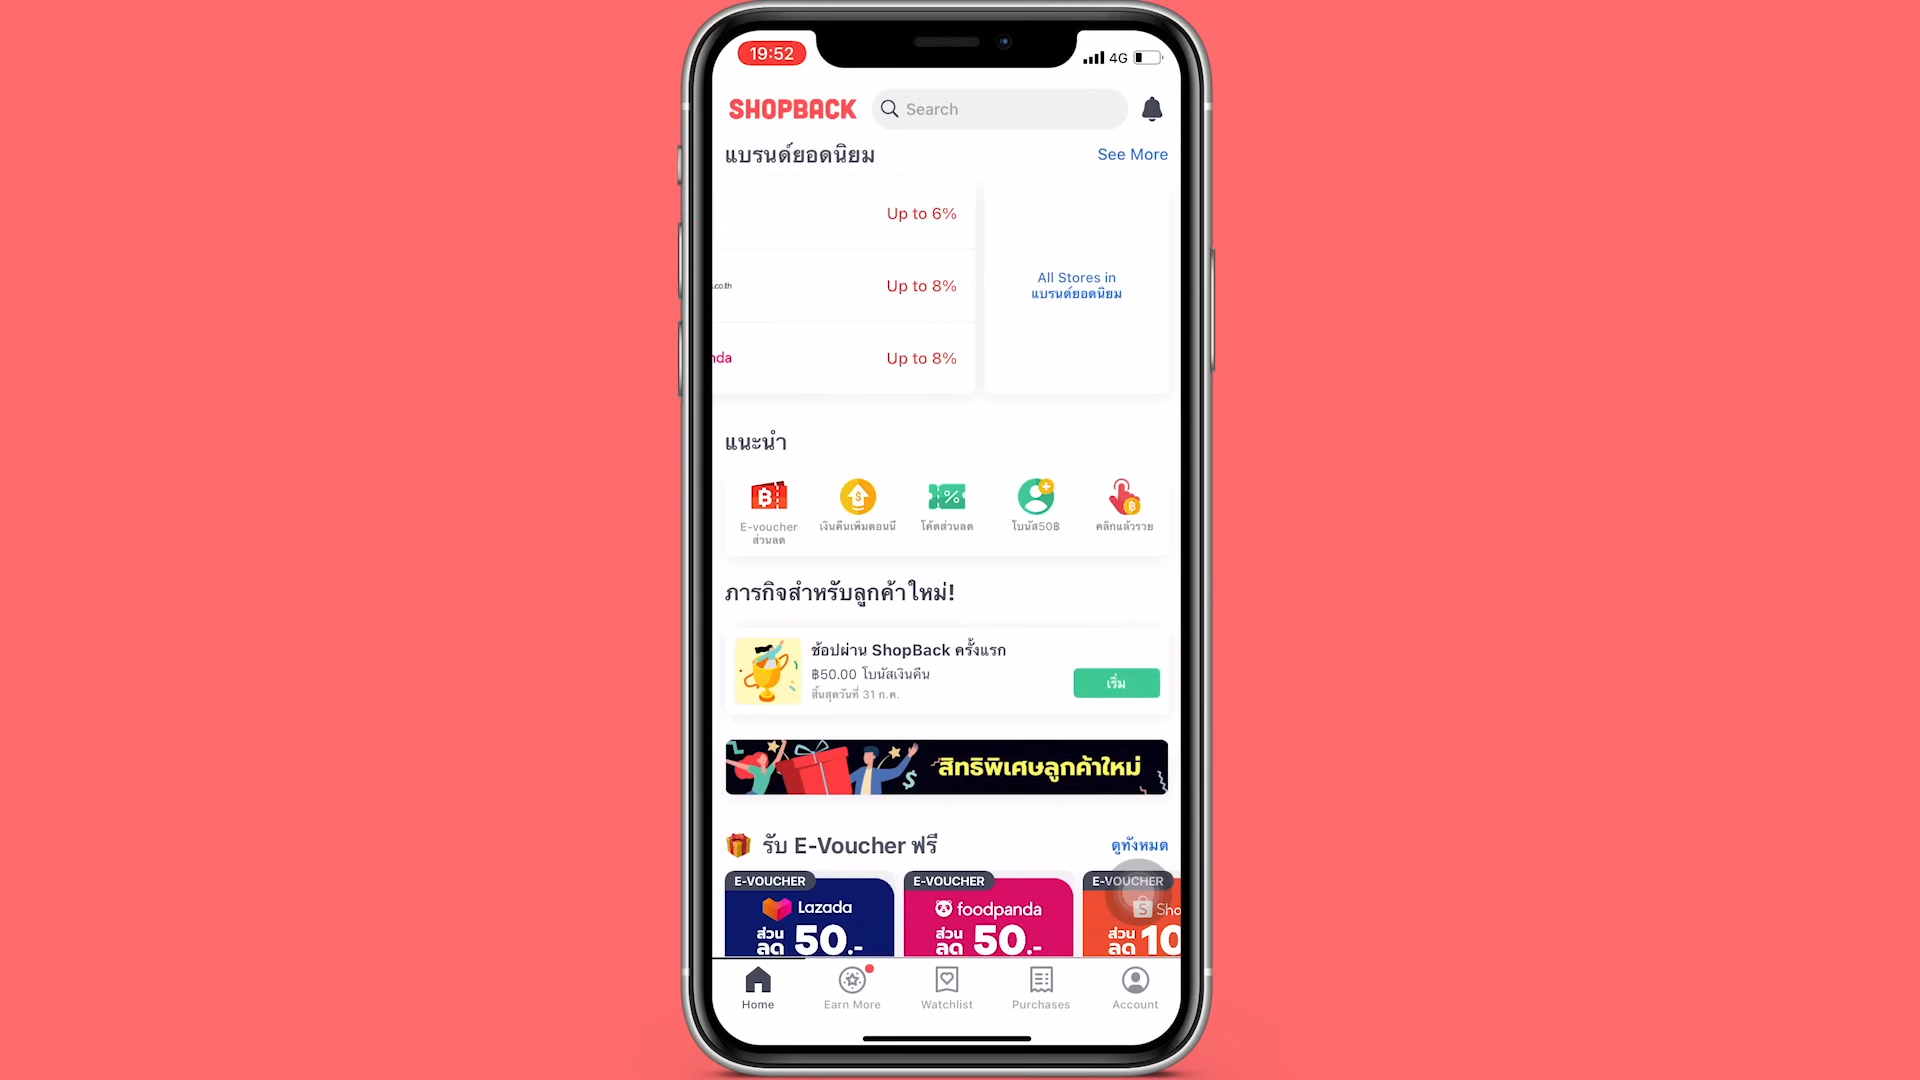 19:52
4G
SHOPBACK
Search
แบรนด์ยอดนิยม
See More
Up to 6%
.co.th
Up to 8%
nda
Up to 8%
All Stores in
แบรนด์ยอดนิยม
แนะนำ
E-voucher
ส่วนลด
เงินคืนเพิ่มตอนนี้
โค้ดส่วนลด
โบนัส50฿
คลิกแล้วรวย
ภารกิจสำหรับลูกค้าใหม่!
ช้อปผ่าน ShopBack ครั้งแรก
฿50.00 โบนัสเงินคืน
สิ้นสุดวันที่ 31 ก.ค.
เริ่ม
สิทธิพิเศษลูกค้าใหม่
รับ E-Voucher ฟรี
ดูทั้งหมด
E-VOUCHER
Lazada
ส่วน
ลด 50.-
E-VOUCHER
foodpanda
ส่วน
ลด 50.-
E-VOUCHER
Sho
ส่วน
ลด 10
Home
Earn More
Watchlist
Purchases
Account